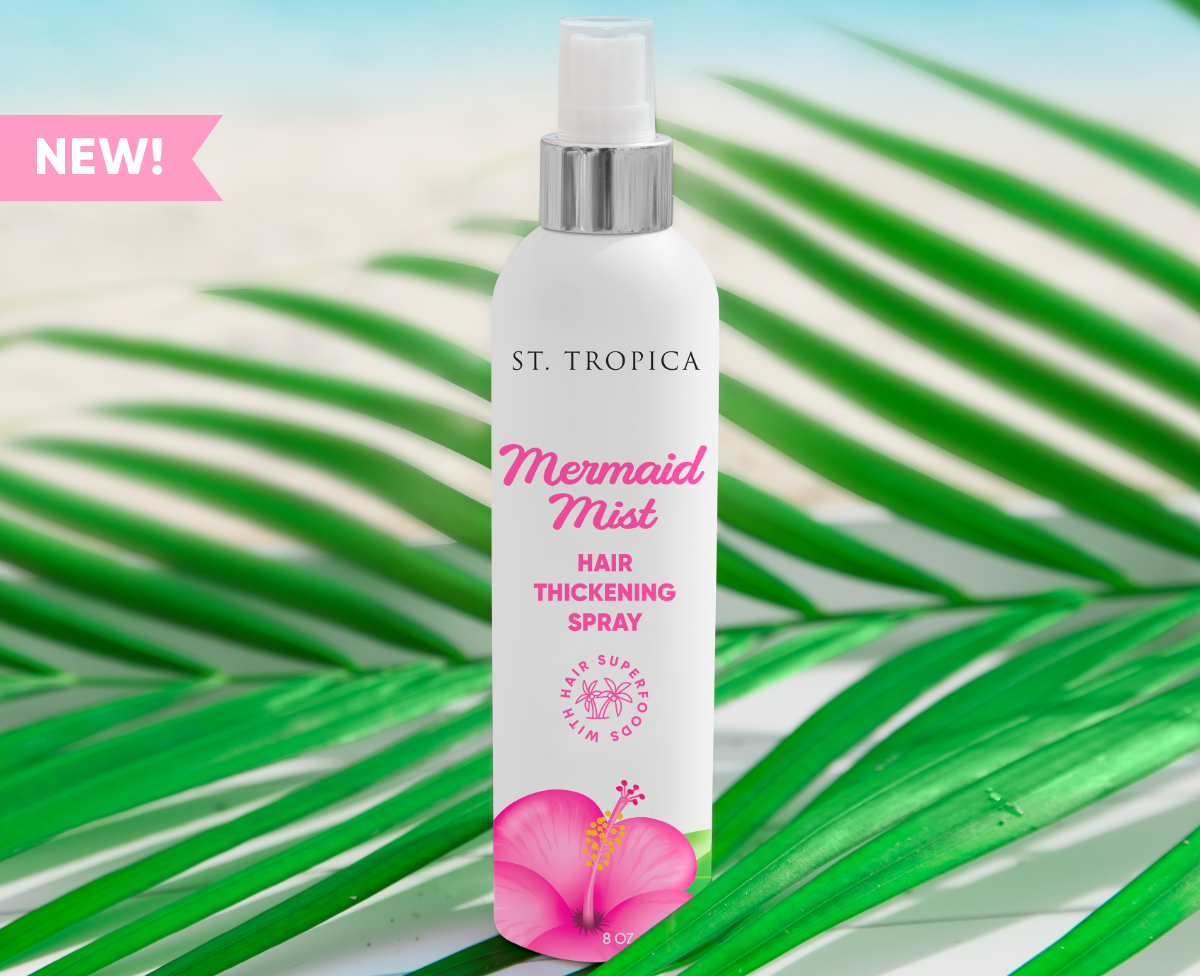 NEW!
ST. TROPICA
Mermaid
Mist
HAIR
THICKENING
SPRAY
WITH HAIR SUPERFOODS
8 OZ